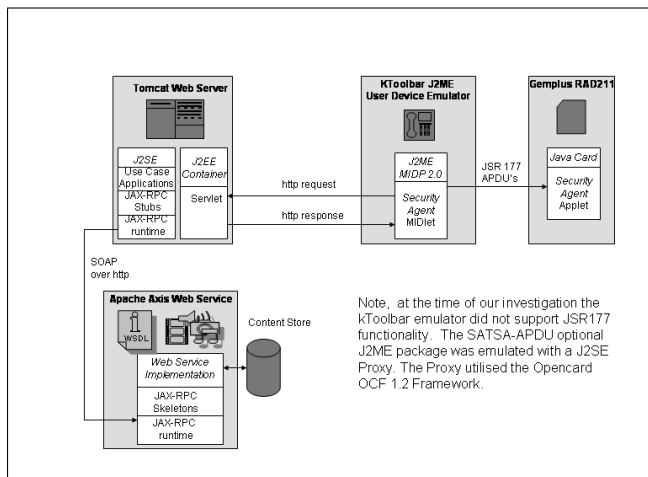 Tomcat Web Server
J2SE
Use Case
Applications
JAX-RPC
Stubs
JAX-RPC
runtime
J2EE
Container
Servlet
http request
http response
KToolbar J2ME
User Device Emulator
J2ME
MIDP 2.0
Security
Agent
MIDlet
JSR 177
APDU's
Gemplus RAD211
Java Card
Security
Agent
Applet
SOAP
over http
Apache Axis Web Service
WSDL
Web Service
Implementation
JAX-RPC
Skeletons
JAX-RPC
runtime
Content Store
Note, at the time of our investigation the
kToolbar emulator did not support JSR177
functionality. The SATSA-APDU optional
J2ME package was emulated with a J2SE
Proxy. The Proxy utilised the Opencard
OCF 1.2 Framework.